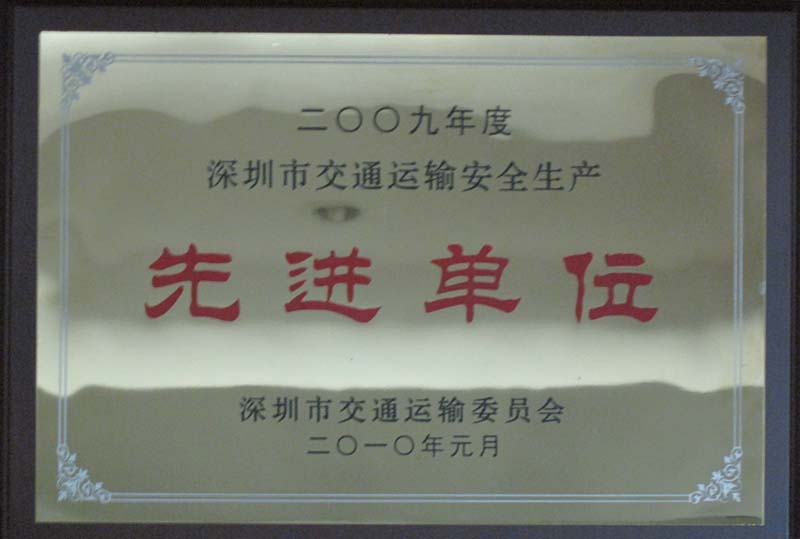 二〇〇九年度
深圳市交通运输安全生产
先进单位
深圳市交通运输委员会
二〇一〇年元月